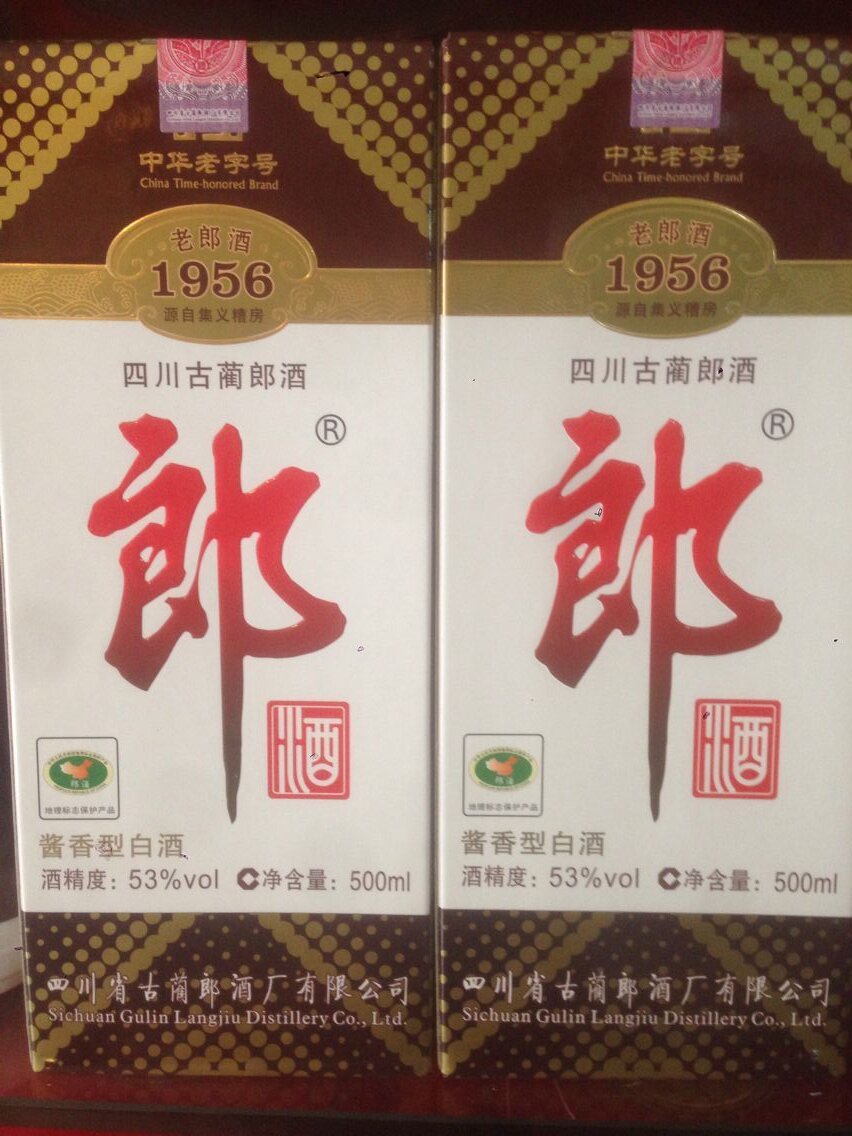 中华老字号
China Time-honored Brand
老郎酒
1956
源自集义糟房
四川古蔺郎酒
郎®
酒
地理标志保护产品
酱香型白酒
酒精度：53%vol 净含量：500ml
四川省古蔺郎酒厂有限公司
Sichuan Gulin Langjiu Distillery Co., Ltd.
中华老字号
China Time-honored Brand
老郎酒
1956
源自集义糟房
四川古蔺郎酒
郎®
酒
地理标志保护产品
酱香型白酒
酒精度：53%vol 净含量：500ml
四川省古蔺郎酒厂有限公司
Sichuan Gulin Langjiu Distillery Co., Ltd.